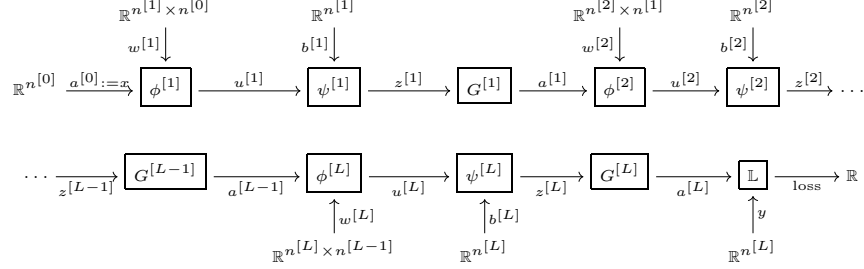 ℝ^{n^{[1]}×n^{[0]}} ℝ^{n^{[1]}} ℝ^{n^{[2]}×n^{[1]}} ℝ^{n^{[2]}}
w^{[1]} b^{[1]} w^{[2]} b^{[2]}
ℝ^{n^{[0]}} a^{[0]}:=x ϕ^{[1]} u^{[1]} ψ^{[1]} z^{[1]} G^{[1]} a^{[1]} ϕ^{[2]} u^{[2]} ψ^{[2]} z^{[2]} ⋯
⋯ z^{[L−1]} G^{[L−1]} a^{[L−1]} ϕ^{[L]} u^{[L]} ψ^{[L]} z^{[L]} G^{[L]} a^{[L]} 𝕃 loss ℝ
w^{[L]} b^{[L]} y
ℝ^{n^{[L]}×n^{[L−1]}} ℝ^{n^{[L]}} ℝ^{n^{[L]}}